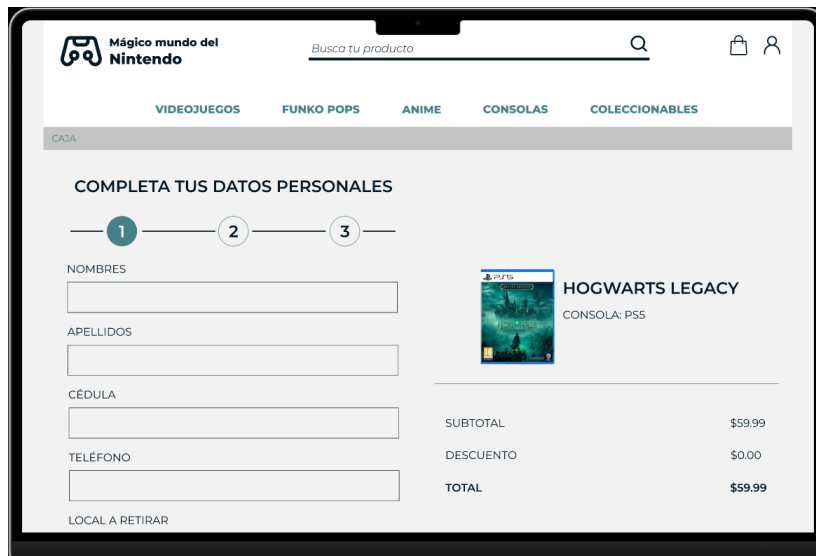 Mágico mundo del
Nintendo
Busca tu producto
VIDEOJUEGOS FUNKO POPS ANIME CONSOLAS COLECCIONABLES
CAJA
COMPLETA TUS DATOS PERSONALES
1 2 3
NOMBRES
APELLIDOS
CÉDULA
TELÉFONO
LOCAL A RETIRAR
PS5
HOGWARTS LEGACY
CONSOLA: PS5
SUBTOTAL $59.99
DESCUENTO $0.00
TOTAL $59.99